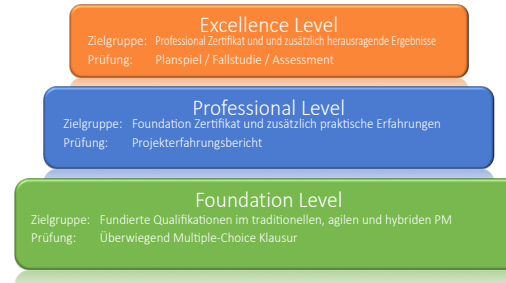 Excellence Level
Zielgruppe: Professional Zertifikat und und zusätzlich herausragende Ergebnisse
Prüfung: Planspiel / Fallstudie / Assessment
Professional Level
Zielgruppe: Foundation Zertifikat und zusätzlich praktische Erfahrungen
Prüfung: Projekterfahrungsbericht
Foundation Level
Zielgruppe: Fundierte Qualifikationen im traditionellen, agilen und hybriden PM
Prüfung: Überwiegend Multiple-Choice Klausur